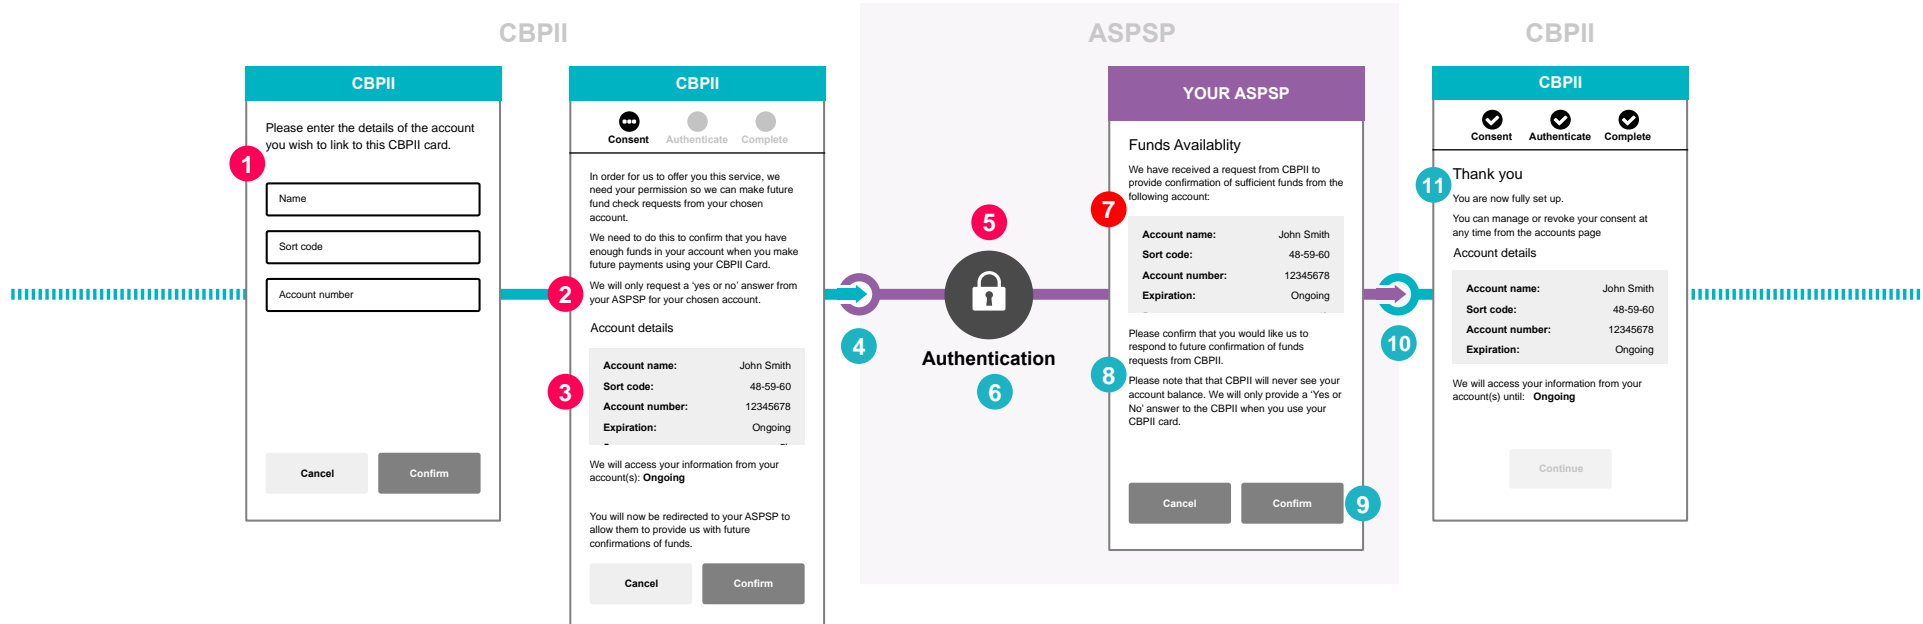 CBPII
ASPSP
CBPII
CBPII
Please enter the details of the account
you wish to link to this CBPII card.
1
Name
Sort code
Account number
Cancel
Confirm
CBPII
Consent
Authenticate
Complete
In order for us to offer you this service, we
need your permission so we can make future
fund check requests from your chosen
account.
We need to do this to confirm that you have
enough funds in your account when you make
future payments using your CBPII Card.
2
We will only request a ‘yes or no’ answer from
your ASPSP for your chosen account.
Account details
3
Account name: John Smith
Sort code: 48-59-60
Account number: 12345678
Expiration: Ongoing
We will access your information from your
account(s): Ongoing
You will now be redirected to your ASPSP to
allow them to provide us with future
confirmations of funds.
Cancel
Confirm
4
5
Authentication
6
YOUR ASPSP
Funds Availablity
We have received a request from CBPII to
provide confirmation of sufficient funds from the
following account:
7
Account name: John Smith
Sort code: 48-59-60
Account number: 12345678
Expiration: Ongoing
Please confirm that you would like us to
respond to future confirmation of funds
requests from CBPII.
8
Please note that that CBPII will never see your
account balance. We will only provide a ‘Yes or
No’ answer to the CBPII when you use your
CBPII card.
Cancel
Confirm
9
10
CBPII
Consent
Authenticate
Complete
11
Thank you
You are now fully set up.
You can manage or revoke your consent at
any time from the accounts page
Account details
Account name: John Smith
Sort code: 48-59-60
Account number: 12345678
Expiration: Ongoing
We will access your information from your
account(s) until: Ongoing
Continue